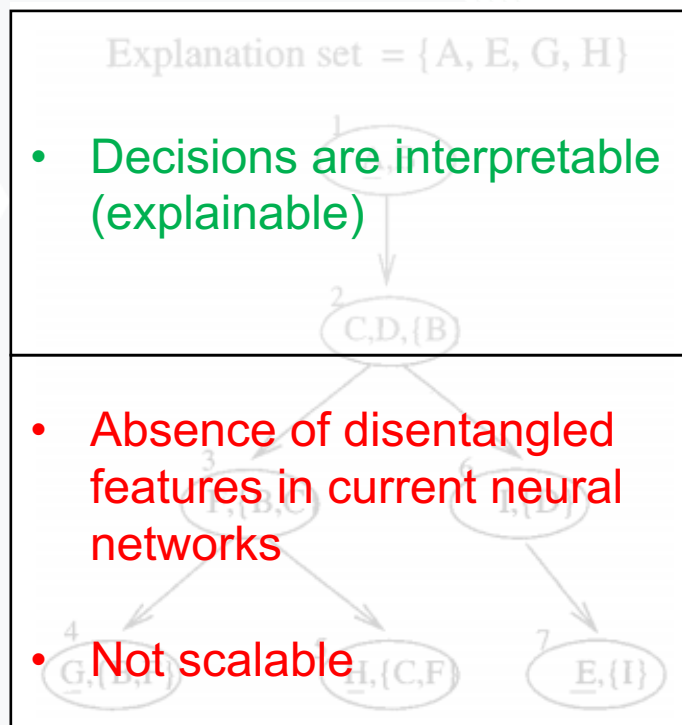 Explanation set = {A, E, G, H}
1
• Decisions are interpretable
(explainable)
2
C,D,{B}
• Absence of disentangled
3
6
features in current neural
F,{B,C}
I,{D}
networks
4
7
• Not scalable
G,{B,F}
H,{C,F}
E,{I}